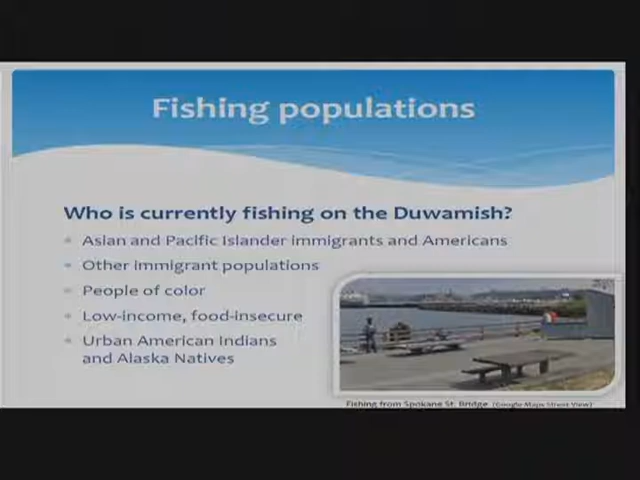 Fishing populations
Who is currently fishing on the Duwamish?
Asian and Pacific Islander immigrants and Americans
Other immigrant populations
People of color
Low-income, food-insecure
Urban American Indians
and Alaska Natives
Fishing from Spokane St. Bridge (Google Maps Street View)